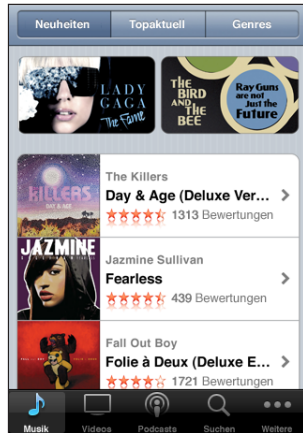 Neuheiten Topaktuell Genres
LADY
GAGA
The Fame
THE
BIRD
AND THE
BEE
Ray Guns
are not
Just the
Future
The Killers
KILLERS
DAY & AGE
Day & Age (Deluxe Ver...
1313 Bewertungen
JAZMINE
Jazmine Sullivan
Fearless
439 Bewertungen
Fall Out Boy
Folie à Deux (Deluxe E...
1721 Bewertungen
Musik Videos Podcasts Suchen Weitere